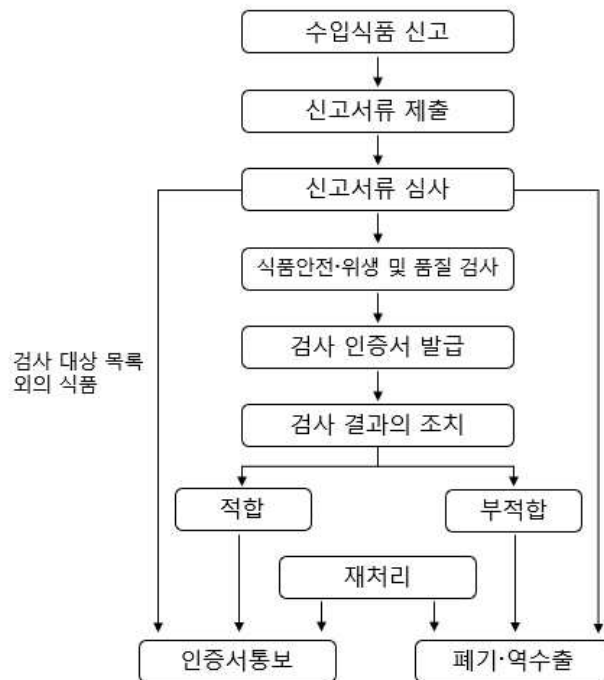 수입식품 신고
신고서류 제출
신고서류 심사
식품안전·위생 및 품질 검사
검사 인증서 발급
검사 대상 목록
외의 식품
검사 결과의 조치
적합
부적합
재처리
인증서통보
폐기·역수출